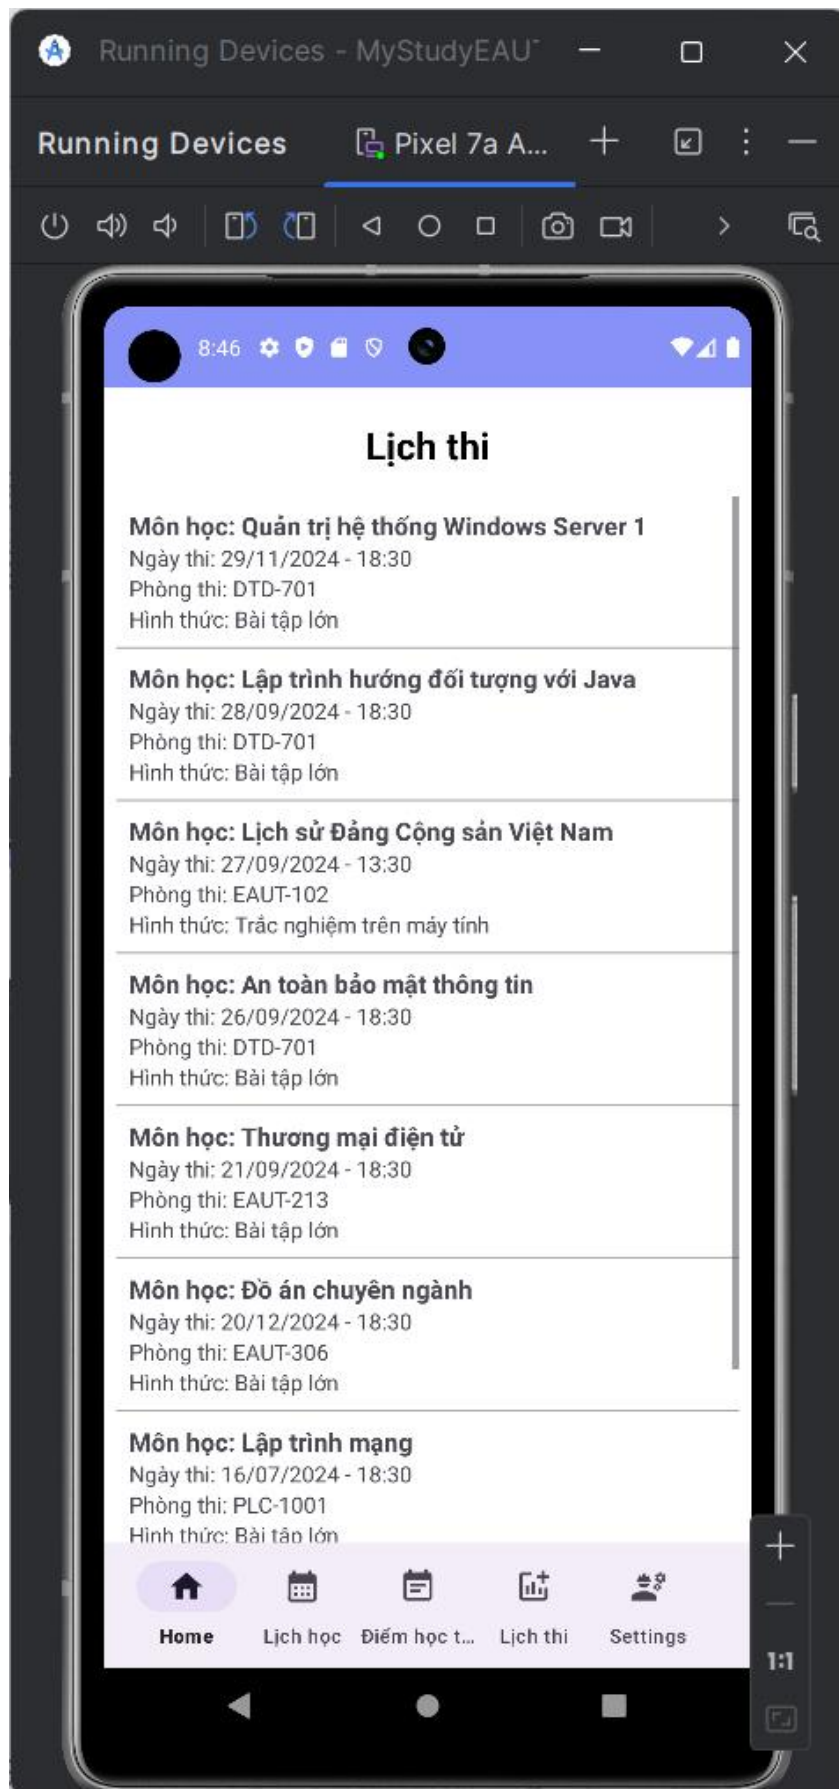 Running Devices - MyStudyEAUT
Running Devices
Pixel 7a A...
8:46
Lịch thi
Môn học: Quản trị hệ thống Windows Server 1
Ngày thi: 29/11/2024 - 18:30
Phòng thi: DTD-701
Hình thức: Bài tập lớn
Môn học: Lập trình hướng đối tượng với Java
Ngày thi: 28/09/2024 - 18:30
Phòng thi: DTD-701
Hình thức: Bài tập lớn
Môn học: Lịch sử Đảng Cộng sản Việt Nam
Ngày thi: 27/09/2024 - 13:30
Phòng thi: EAUT-102
Hình thức: Trắc nghiệm trên máy tính
Môn học: An toàn bảo mật thông tin
Ngày thi: 26/09/2024 - 18:30
Phòng thi: DTD-701
Hình thức: Bài tập lớn
Môn học: Thương mại điện tử
Ngày thi: 21/09/2024 - 18:30
Phòng thi: EAUT-213
Hình thức: Bài tập lớn
Môn học: Đồ án chuyên ngành
Ngày thi: 20/12/2024 - 18:30
Phòng thi: EAUT-306
Hình thức: Bài tập lớn
Môn học: Lập trình mạng
Ngày thi: 16/07/2024 - 18:30
Phòng thi: PLC-1001
Hình thức: Bài tập lớn
Home
Lịch học
Điểm học t...
Lịch thi
Settings
1:1